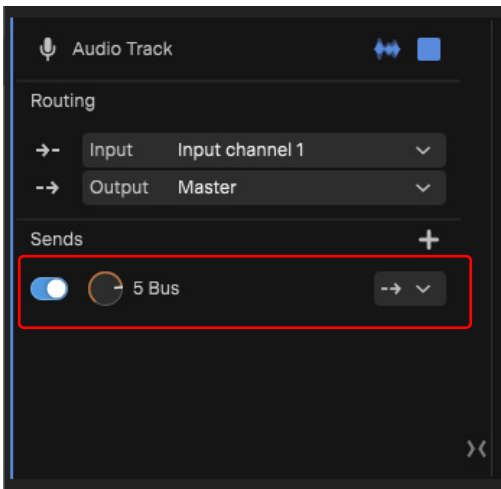 Audio Track
Routing
Input Input channel 1
Output Master
Sends
5 Bus